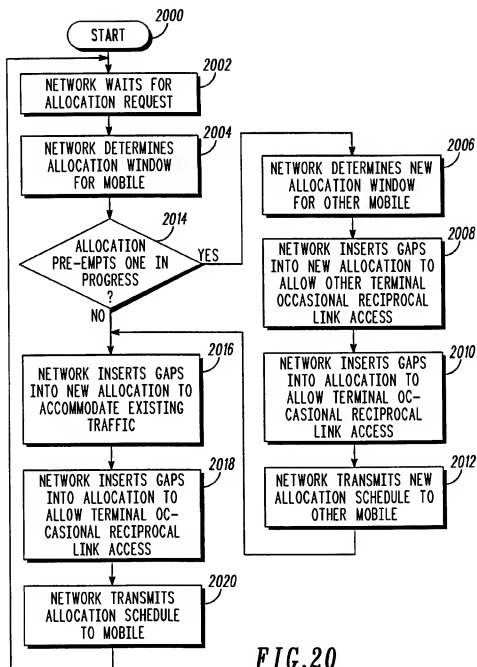 2000
START
2002
NETWORK WAITS FOR
ALLOCATION REQUEST
2004
NETWORK DETERMINES
ALLOCATION WINDOW
FOR MOBILE
2014
ALLOCATION
PRE-EMPTS ONE IN
PROGRESS
?
YES
NO
2006
NETWORK DETERMINES NEW
ALLOCATION WINDOW
FOR OTHER MOBILE
2008
NETWORK INSERTS GAPS
INTO NEW ALLOCATION TO
ALLOW OTHER TERMINAL
OCCASIONAL RECIPROCAL
LINK ACCESS
2010
NETWORK INSERTS GAPS
INTO ALLOCATION TO
ALLOW TERMINAL OC-
CASIONAL RECIPROCAL
LINK ACCESS
2012
NETWORK TRANSMITS NEW
ALLOCATION SCHEDULE TO
OTHER MOBILE
2016
NETWORK INSERTS GAPS
INTO NEW ALLOCATION TO
ACCOMMODATE EXISTING
TRAFFIC
2018
NETWORK INSERTS GAPS
INTO ALLOCATION TO
ALLOW TERMINAL OC-
CASIONAL RECIPROCAL
LINK ACCESS
2020
NETWORK TRANSMITS
ALLOCATION SCHEDULE
TO MOBILE
FIG.20